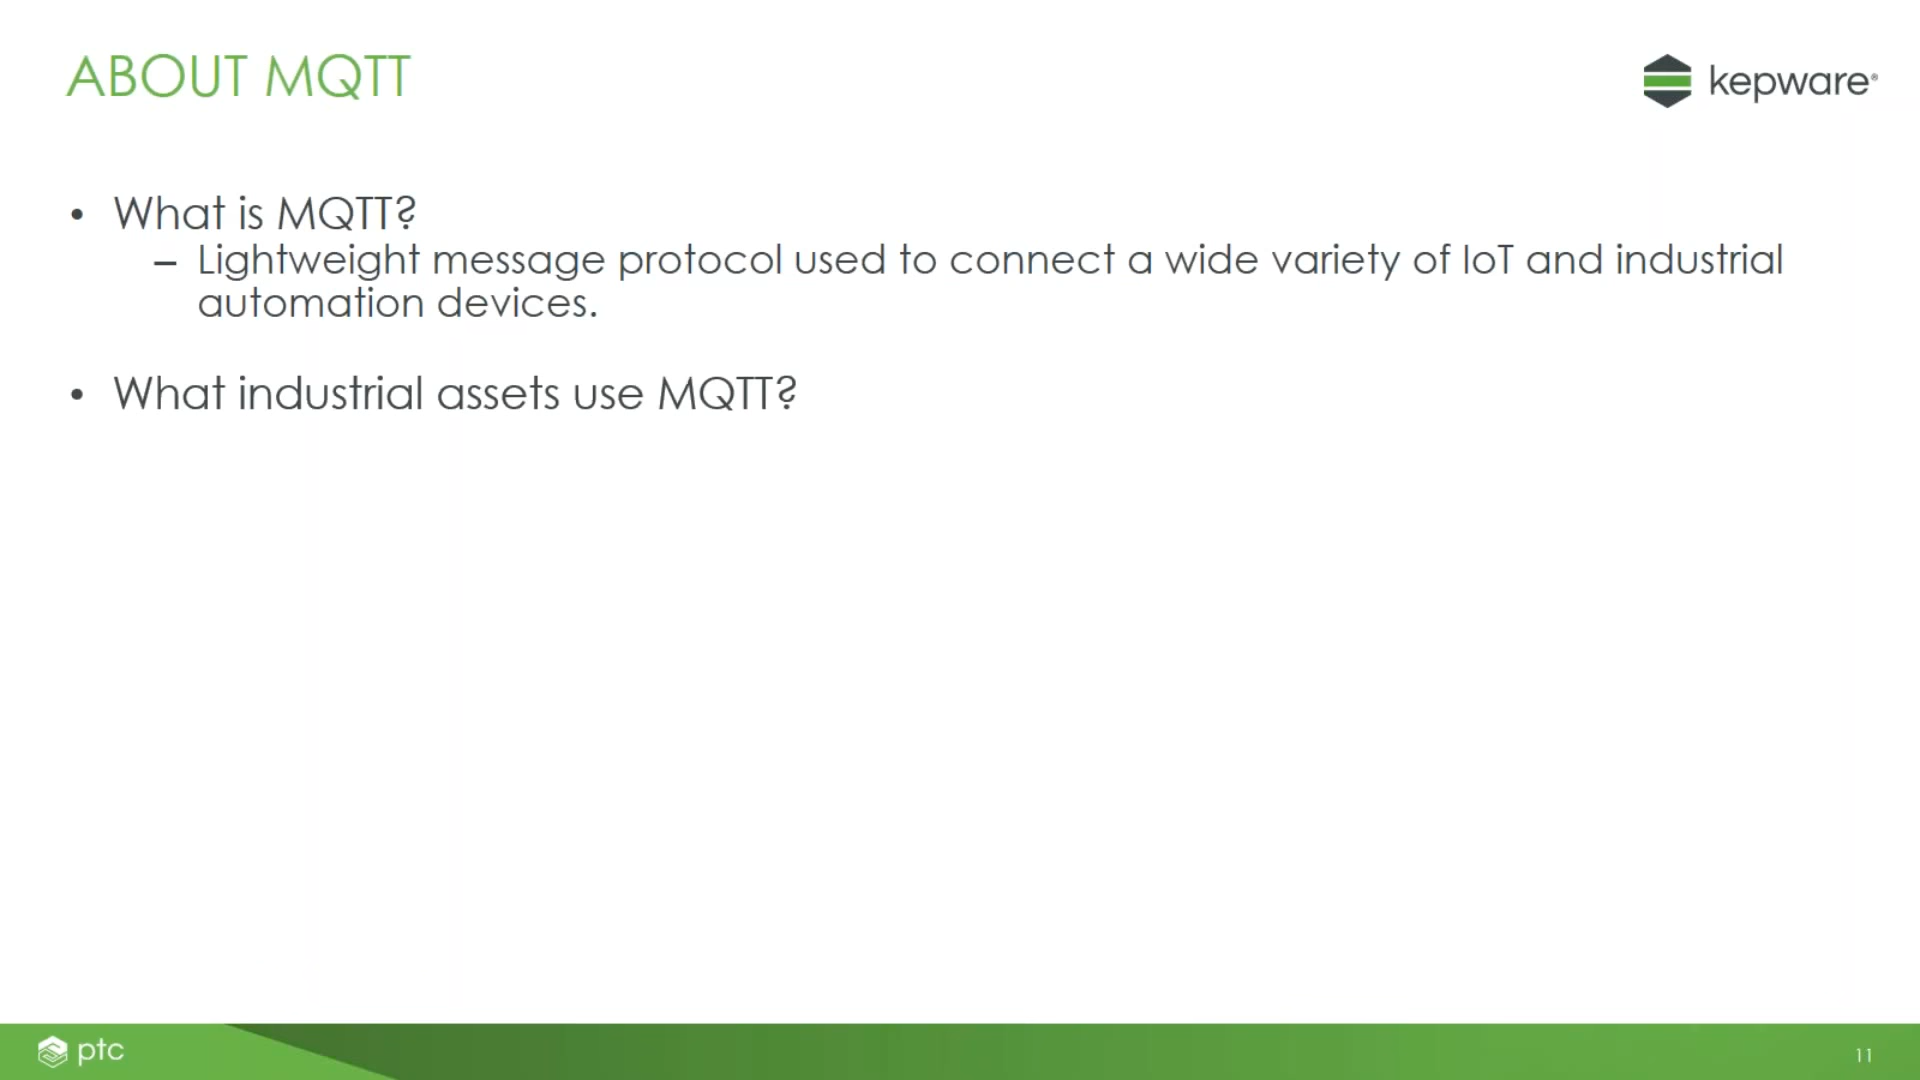 ABOUT MQTT
kepware®
• What is MQTT?
– Lightweight message protocol used to connect a wide variety of IoT and industrial
automation devices.
• What industrial assets use MQTT?
ptc
11